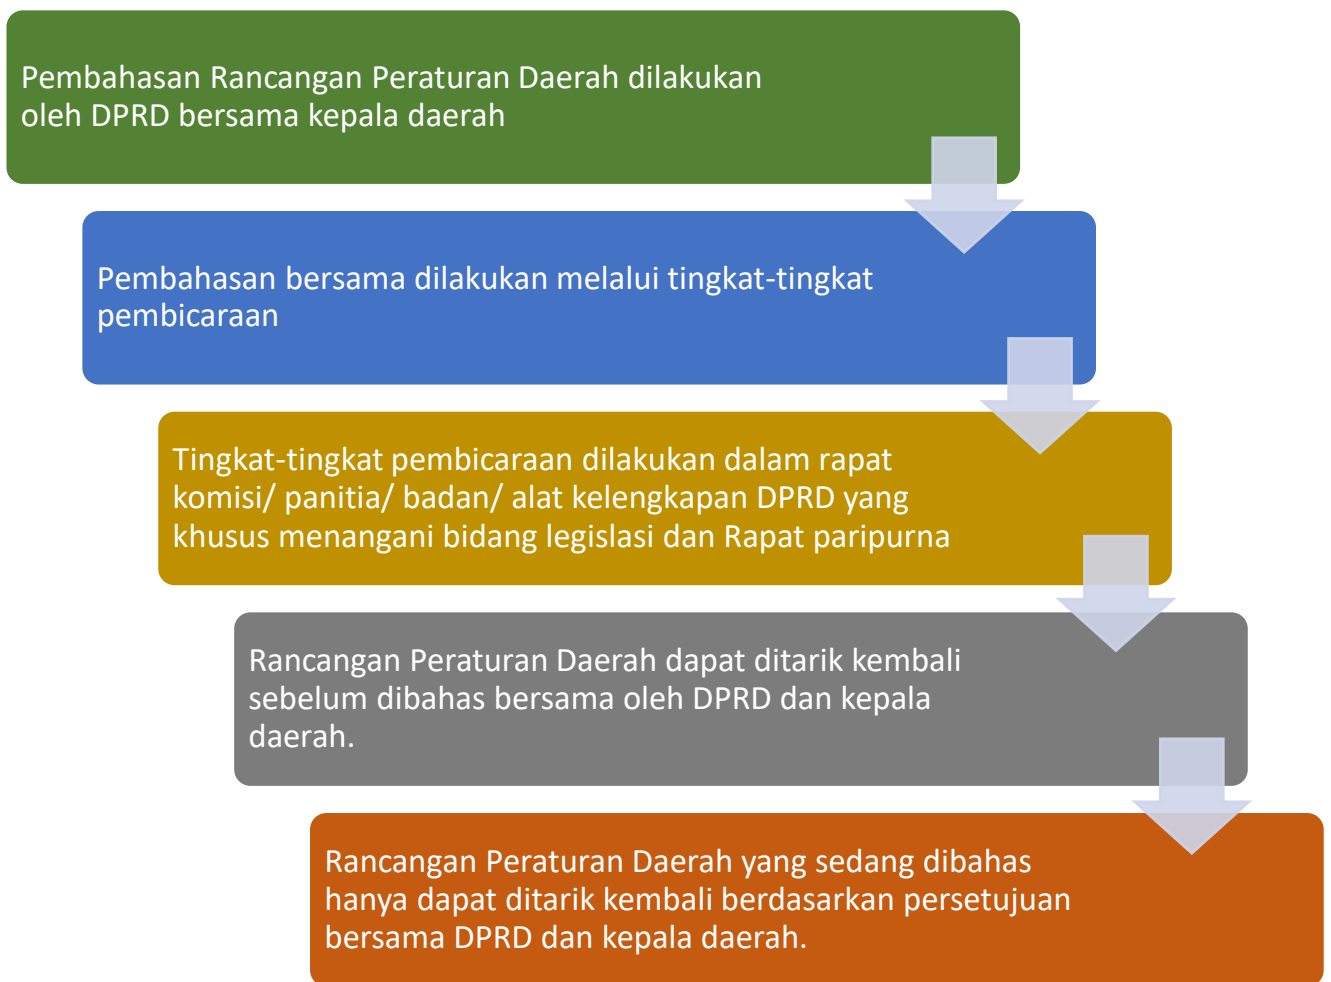 Pembahasan Rancangan Peraturan Daerah dilakukan
oleh DPRD bersama kepala daerah
Pembahasan bersama dilakukan melalui tingkat-tingkat
pembicaraan
Tingkat-tingkat pembicaraan dilakukan dalam rapat
komisi/ panitia/ badan/ alat kelengkapan DPRD yang
khusus menangani bidang legislasi dan Rapat paripurna
Rancangan Peraturan Daerah dapat ditarik kembali
sebelum dibahas bersama oleh DPRD dan kepala
daerah.
Rancangan Peraturan Daerah yang sedang dibahas
hanya dapat ditarik kembali berdasarkan persetujuan
bersama DPRD dan kepala daerah.